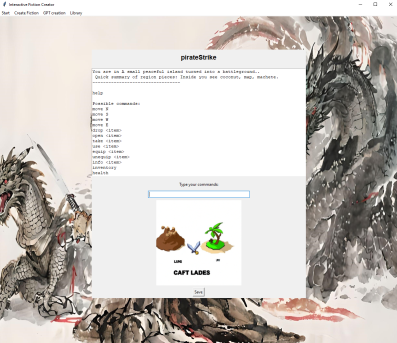 Interactive Fiction Creator
Start Create Fiction GPT creation Library
pirateStrike
You are in A small peaceful island turned into a battleground..
Quick summary of region pirate: Inside you see coconut, map, machete.
--------------------------------
help
Possible commands:
move N
move S
move W
move E
drop <item>
open <item>
take <item>
use <item>
equip <item>
unequip <item>
info <item>
inventory
health
Type your commands:
CAFT LADES
Save